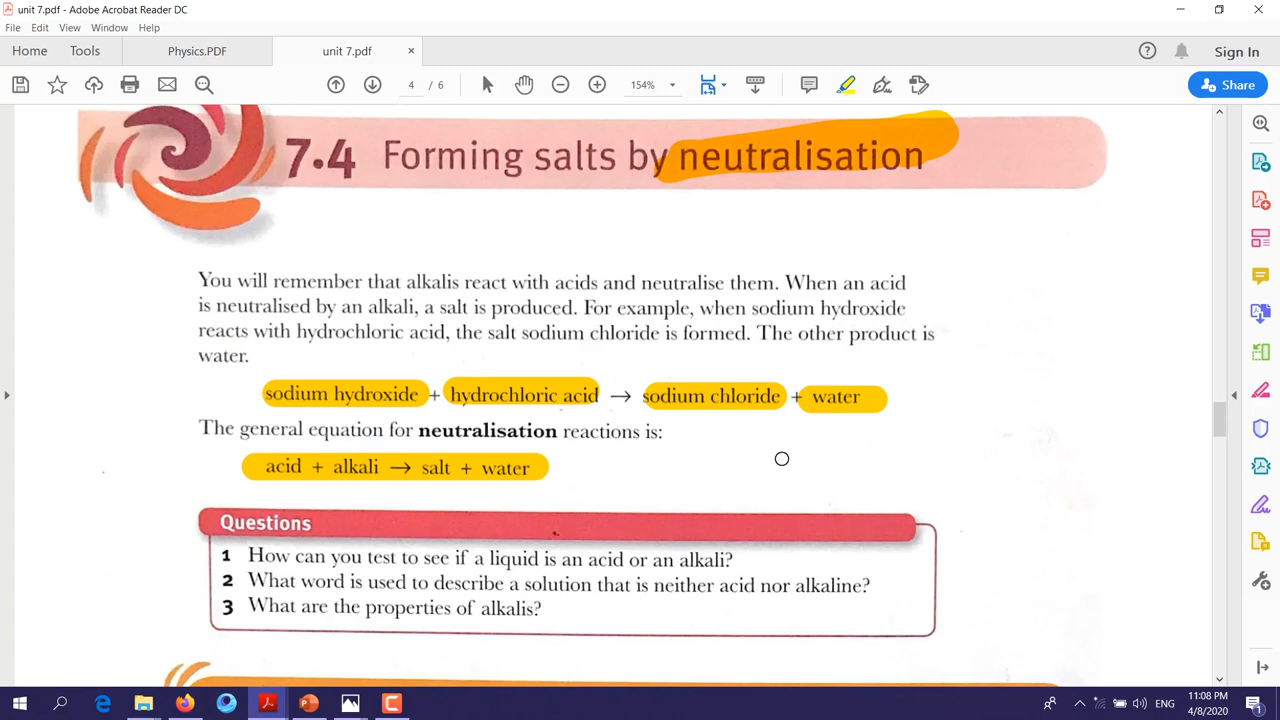 unit 7.pdf - Adobe Acrobat Reader DC
File Edit View Window Help
Home Tools Physics.PDF unit 7.pdf × Sign In
4 / 6 154% Share
7.4 Forming salts by neutralisation
You will remember that alkalis react with acids and neutralise them. When an acid
is neutralised by an alkali, a salt is produced. For example, when sodium hydroxide
reacts with hydrochloric acid, the salt sodium chloride is formed. The other product is
water.
sodium hydroxide + hydrochloric acid → sodium chloride + water
The general equation for neutralisation reactions is:
acid + alkali → salt + water
Questions
1 How can you test to see if a liquid is an acid or an alkali?
2 What word is used to describe a solution that is neither acid nor alkaline?
3 What are the properties of alkalis?
ENG
11:08 PM
4/8/2020
1